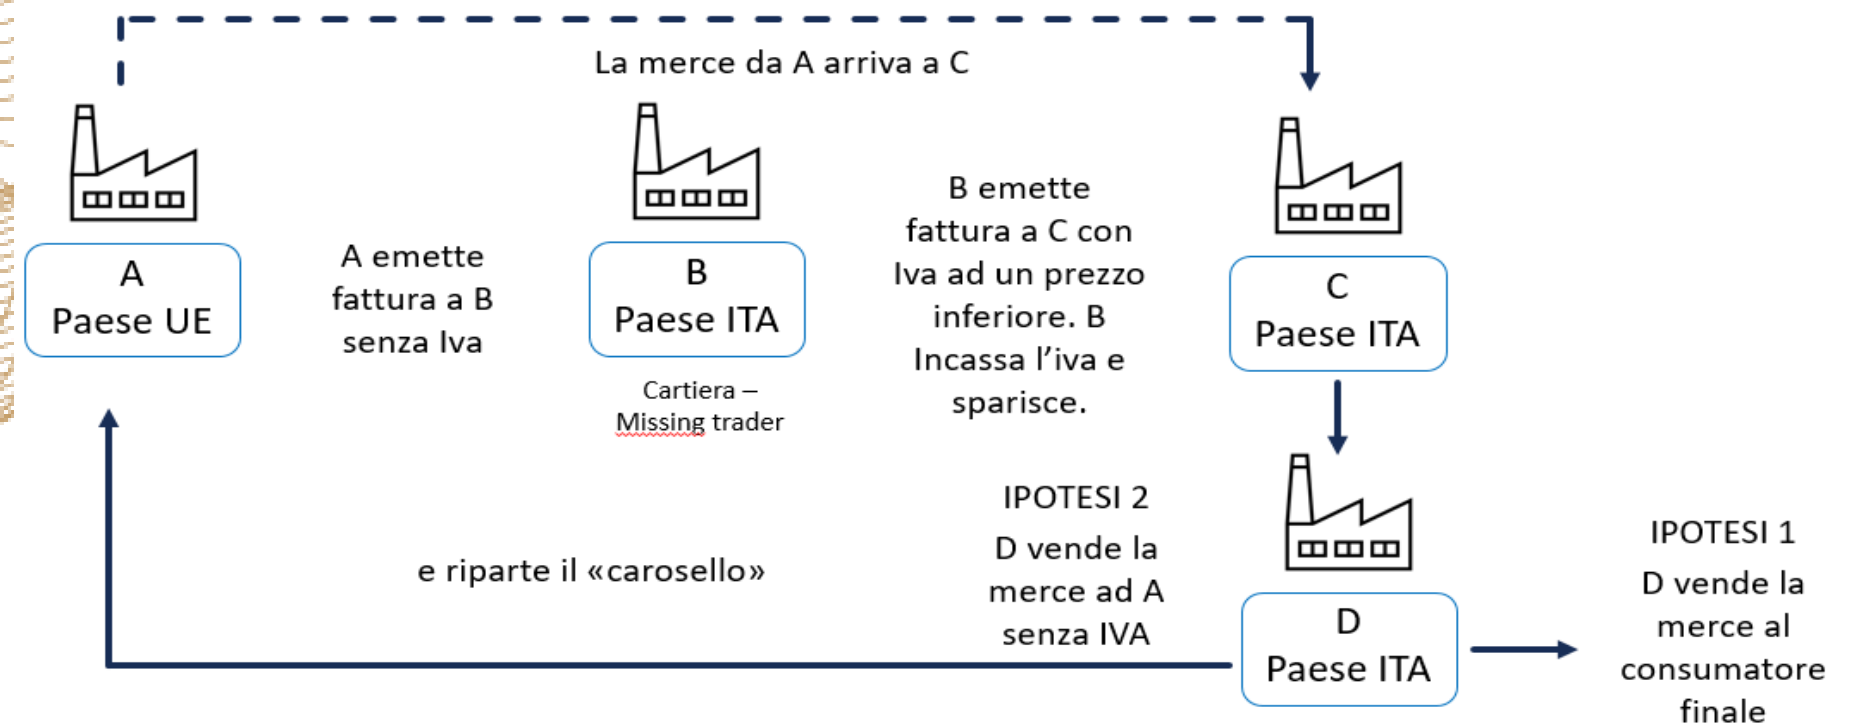 La merce da A arriva a C
A
Paese UE
A emette
fattura a B
senza Iva
B
Paese ITA
Cartiera –
Missing trader
B emette
fattura a C con
Iva ad un prezzo
inferiore. B
Incassa l’iva e
sparisce.
C
Paese ITA
e riparte il «carosello»
IPOTESI 2
D vende la
merce ad A
senza IVA
D
Paese ITA
IPOTESI 1
D vende la
merce al
consumatore
finale